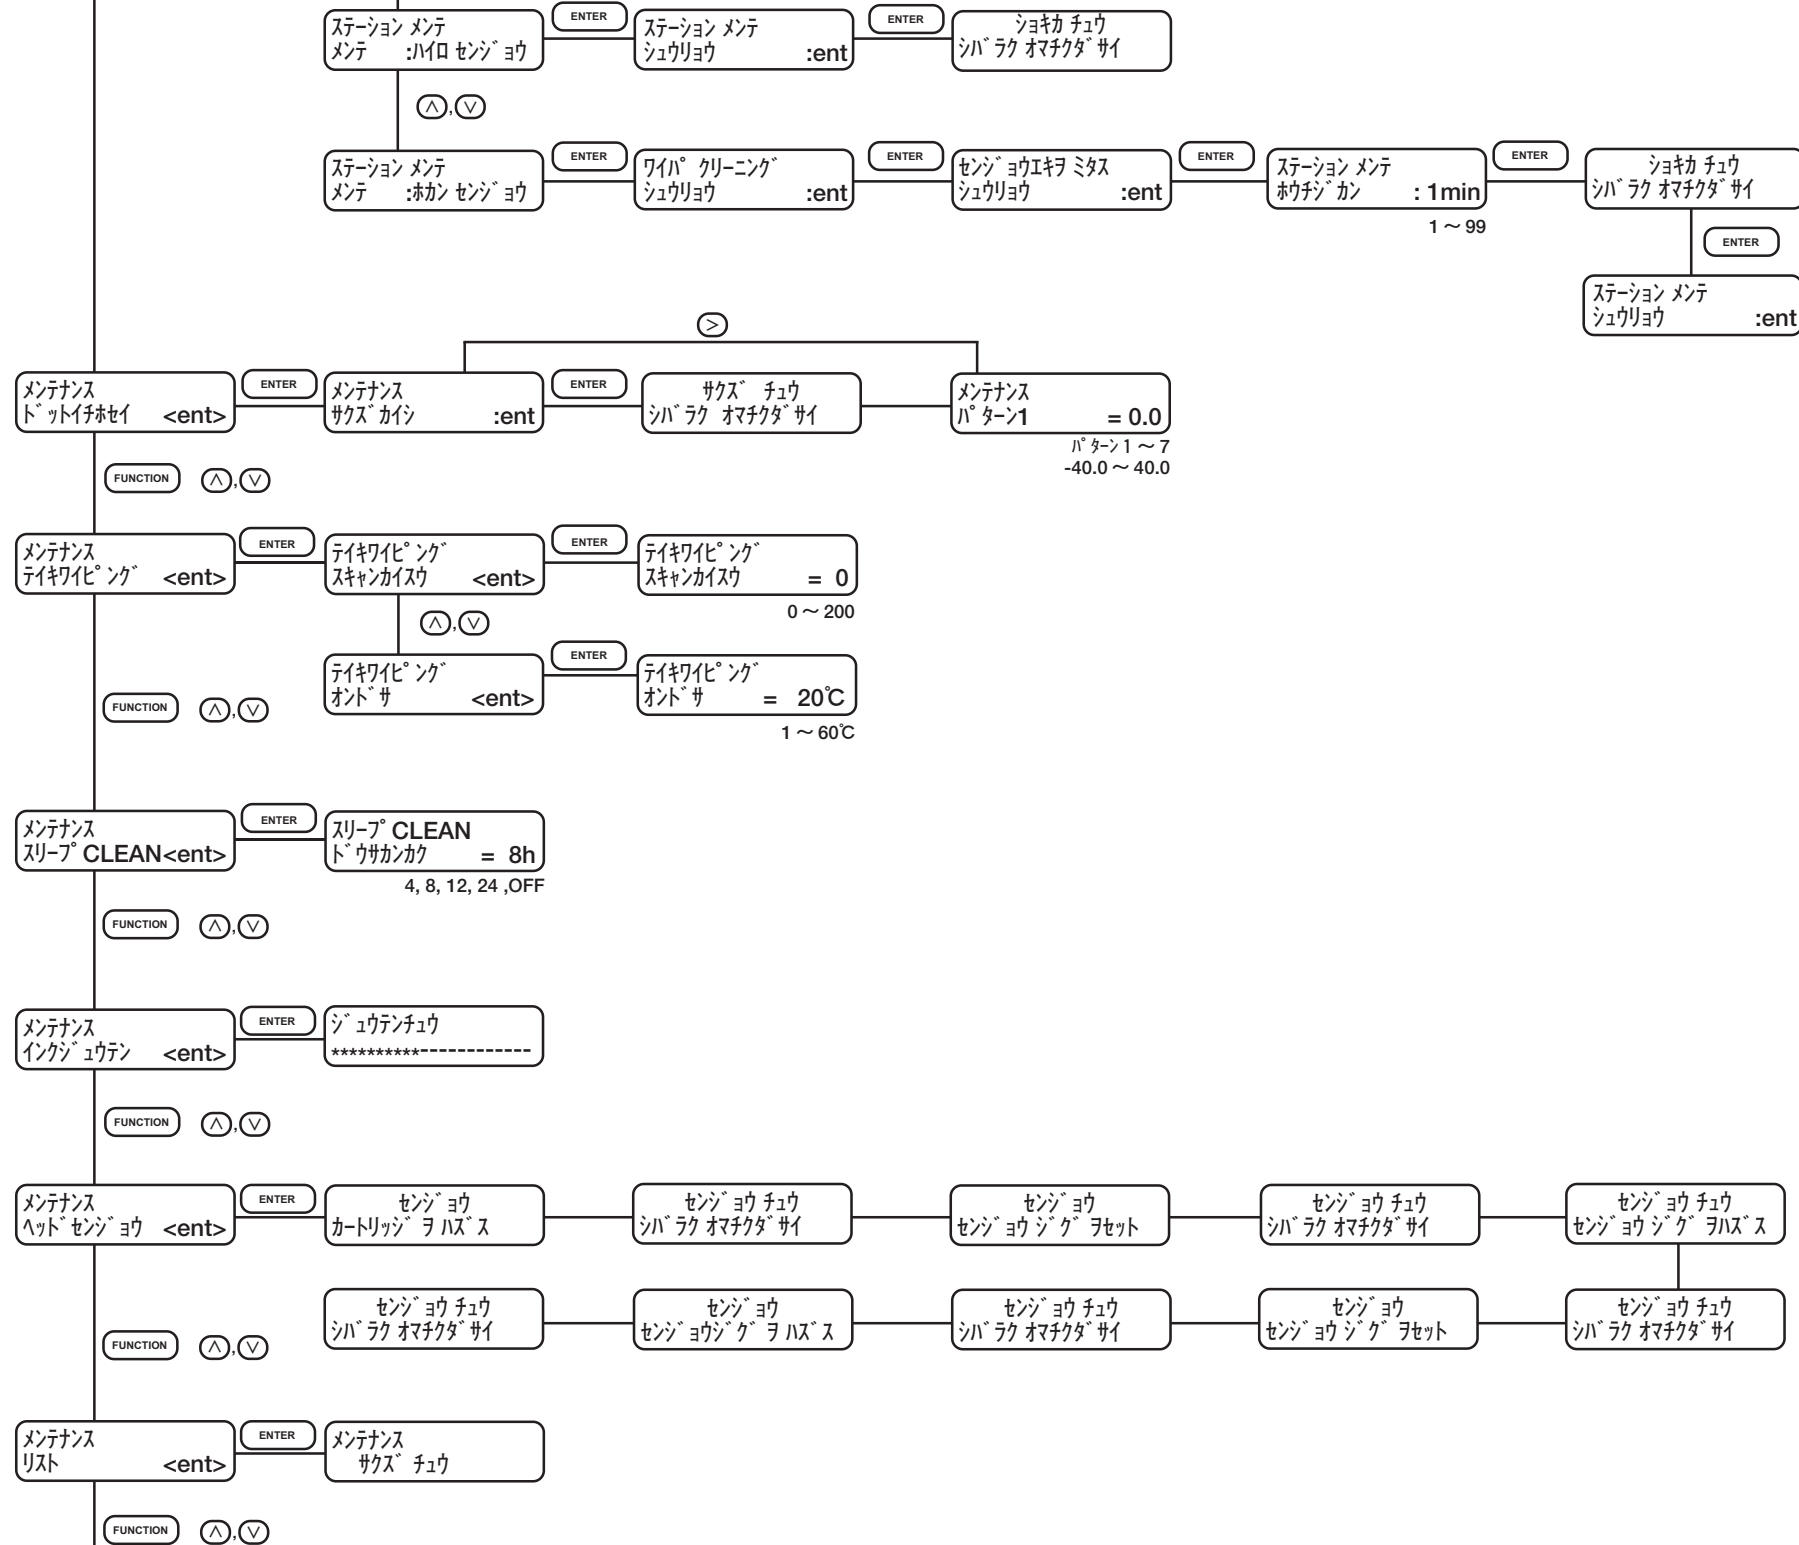 ステーション メンテ
メンテ :ハイロ センジョウ
ENTER
ステーション メンテ
シュウリョウ :ent
ENTER
ショキカ チュウ
シバラク オマチクダサイ
∧,∨
ステーション メンテ
メンテ :ホカン センジョウ
ENTER
ワイパ クリーニング
シュウリョウ :ent
ENTER
センジョウエキヲ ミタス
シュウリョウ :ent
ENTER
ステーション メンテ
ホウチジカン : 1min
1 ～ 99
ENTER
ショキカ チュウ
シバラク オマチクダサイ
ENTER
ステーション メンテ
シュウリョウ :ent
>
メンテナンス
ドットイチホセイ <ent>
ENTER
メンテナンス
サクズカイシ :ent
ENTER
サクズ チュウ
シバラク オマチクダサイ
メンテナンス
パターン1 = 0.0
パターン 1 ～ 7
-40.0 ～ 40.0
FUNCTION ∧,∨
メンテナンス
テイキワイピング <ent>
ENTER
テイキワイピング
スキャンカイスウ <ent>
ENTER
テイキワイピング
スキャンカイスウ = 0
0 ～ 200
∧,∨
テイキワイピング
オンドサ <ent>
ENTER
テイキワイピング
オンドサ = 20℃
1 ～ 60℃
FUNCTION ∧,∨
メンテナンス
スリープ CLEAN<ent>
ENTER
スリープ CLEAN
ドウサカンカク = 8h
4, 8, 12, 24 ,OFF
FUNCTION ∧,∨
メンテナンス
インクジュウテン <ent>
ENTER
ジュウテンチュウ
**********------------
FUNCTION ∧,∨
メンテナンス
ヘッドセンジョウ <ent>
ENTER
センジョウ
カートリッジ ヲ ハズス
センジョウ チュウ
シバラク オマチクダサイ
センジョウ
センジョウ ジグ ヲセット
センジョウ チュウ
シバラク オマチクダサイ
センジョウ チュウ
センジョウ ジグ ヲハズス
センジョウ チュウ
シバラク オマチクダサイ
センジョウ
センジョウジグ ヲ ハズス
センジョウ チュウ
シバラク オマチクダサイ
センジョウ
センジョウ ジグ ヲセット
センジョウ チュウ
シバラク オマチクダサイ
FUNCTION ∧,∨
メンテナンス
リスト <ent>
ENTER
メンテナンス
サクズ チュウ
FUNCTION ∧,∨